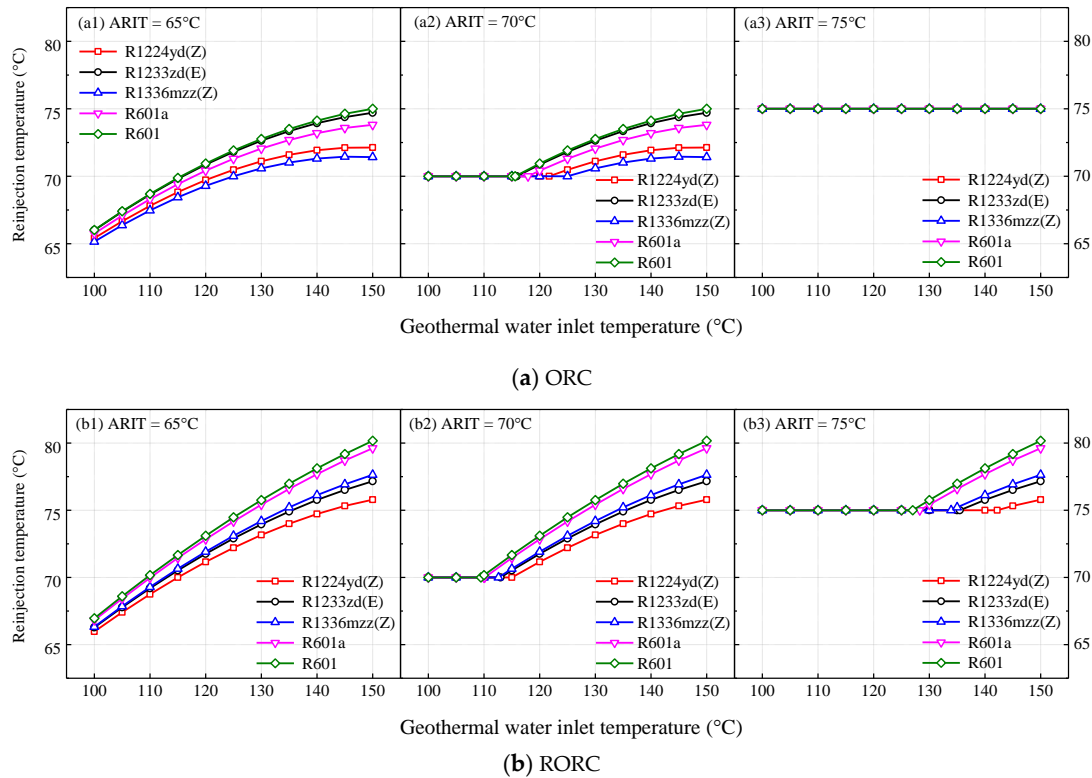 (a1) ARIT = 65°C
(a2) ARIT = 70°C
(a3) ARIT = 75°C
80
75
70
65
80
75
70
65
Reinjection temperature (°C)
R1224yd(Z)
R1233zd(E)
R1336mzz(Z)
R601a
R601
R1224yd(Z)
R1233zd(E)
R1336mzz(Z)
R601a
R601
R1224yd(Z)
R1233zd(E)
R1336mzz(Z)
R601a
R601
100 110 120 130 140 150
100 110 120 130 140 150
100 110 120 130 140 150
Geothermal water inlet temperature (°C)
(a) ORC
(b1) ARIT = 65°C
(b2) ARIT = 70°C
(b3) ARIT = 75°C
80
75
70
65
80
75
70
65
Reinjection temperature (°C)
R1224yd(Z)
R1233zd(E)
R1336mzz(Z)
R601a
R601
R1224yd(Z)
R1233zd(E)
R1336mzz(Z)
R601a
R601
R1224yd(Z)
R1233zd(E)
R1336mzz(Z)
R601a
R601
100 110 120 130 140 150
100 110 120 130 140 150
100 110 120 130 140 150
Geothermal water inlet temperature (°C)
(b) RORC